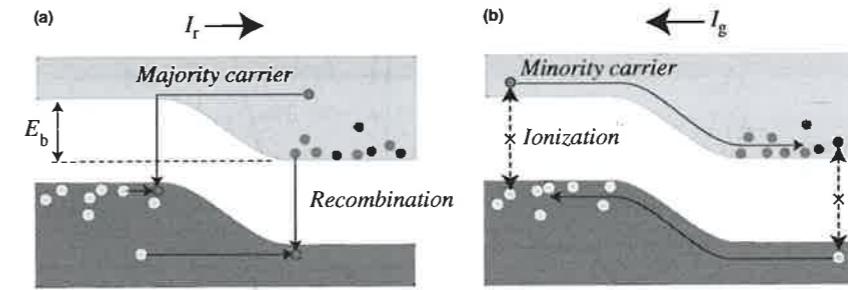 (a)
I_r
Majority carrier
E_b
Recombination
(b)
I_g
Minority carrier
Ionization